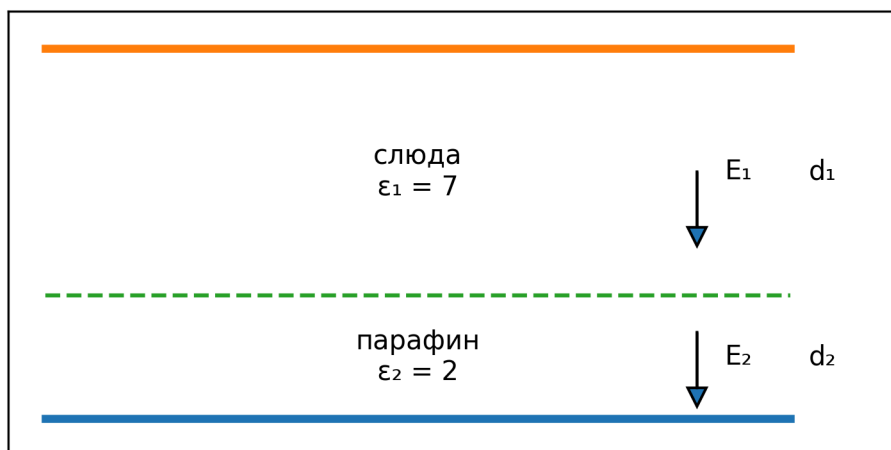 слюда
ε₁ = 7
E₁
d₁
парафин
ε₂ = 2
E₂
d₂